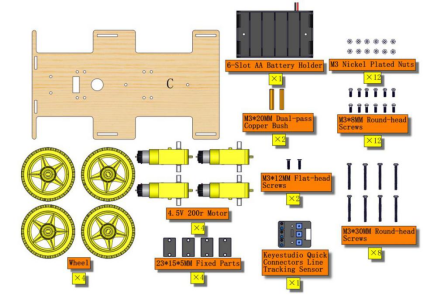 C
6-Slot AA Battery Holder
×1
M3 Nickel Plated Nuts
×12
M3*20MM Dual-pass
Copper Bush
×2
M3*8MM Round-head
Screws
×12
M3*12MM Flat-head
Screws
×2
4.5V 200r Motor
×4
M3*30MM Round-head
Screws
×8
Wheel
×4
23*15*5MM Fixed Parts
×4
Keyestudio Quick
Connectors Line
Tracking Sensor
×1